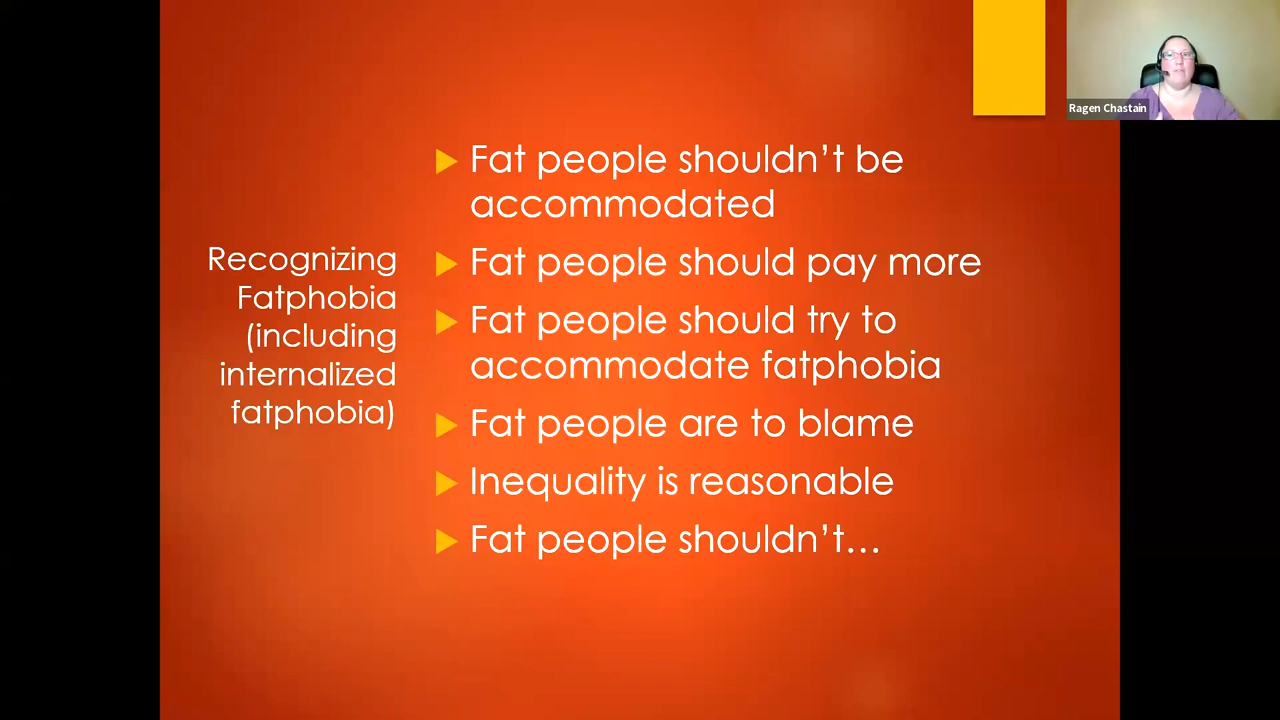 Ragen Chastain
Recognizing
Fatphobia
(including
internalized
fatphobia)
Fat people shouldn’t be
accommodated
Fat people should pay more
Fat people should try to
accommodate fatphobia
Fat people are to blame
Inequality is reasonable
Fat people shouldn’t…